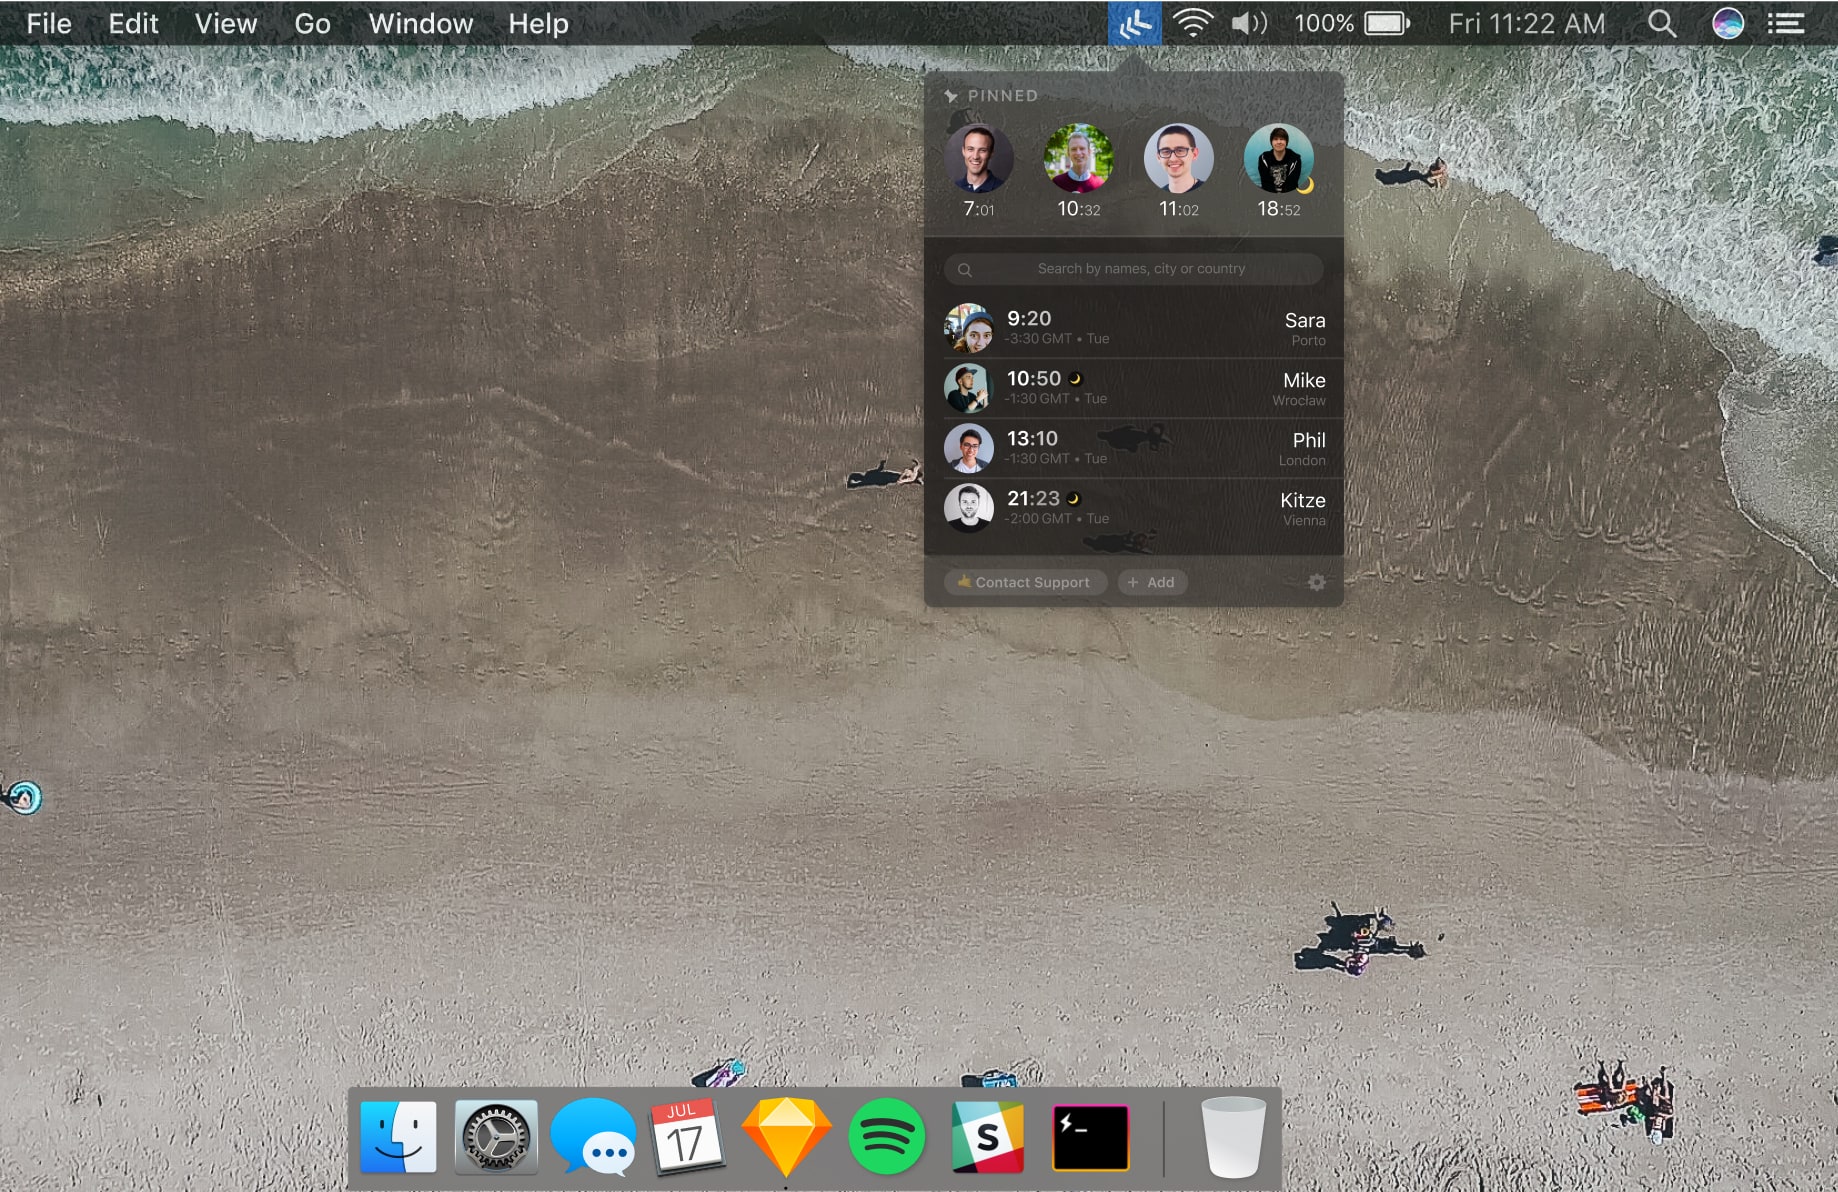 File Edit View Go Window Help 100% Fri 11:22 AM
PINNED
7:01 10:32 11:02 18:52
Search by names, city or country
9:20 Sara
-3:30 GMT • Tue Porto
10:50 Mike
-1:30 GMT • Tue Wrocław
13:10 Phil
-1:30 GMT • Tue London
21:23 Kitze
-2:00 GMT • Tue Vienna
Contact Support + Add
JUL
17
S